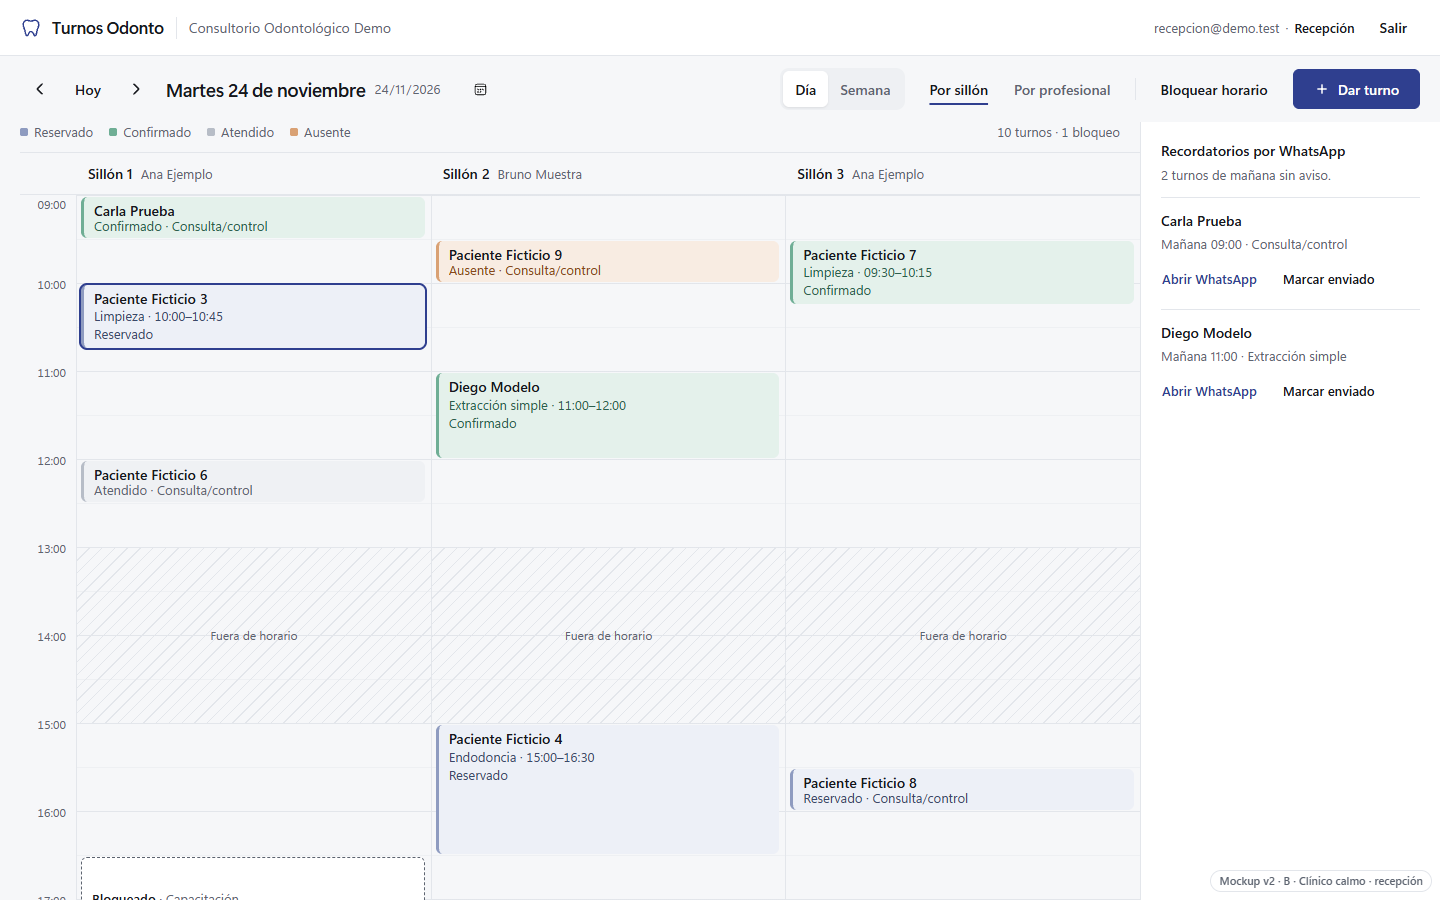 Turnos Odonto
Consultorio Odontológico Demo
recepcion@demo.test · Recepción
Salir
Hoy
Martes 24 de noviembre
24/11/2026
Día
Semana
Por sillón
Por profesional
Bloquear horario
+ Dar turno
Reservado
Confirmado
Atendido
Ausente
10 turnos · 1 bloqueo
Sillón 1 Ana Ejemplo
Sillón 2 Bruno Muestra
Sillón 3 Ana Ejemplo
09:00
Carla Prueba
Confirmado · Consulta/control
Paciente Ficticio 9
Ausente · Consulta/control
Paciente Ficticio 7
Limpieza · 09:30–10:15
Confirmado
10:00
Paciente Ficticio 3
Limpieza · 10:00–10:45
Reservado
11:00
Diego Modelo
Extracción simple · 11:00–12:00
Confirmado
12:00
Paciente Ficticio 6
Atendido · Consulta/control
13:00
14:00
Fuera de horario
Fuera de horario
Fuera de horario
15:00
Paciente Ficticio 4
Endodoncia · 15:00–16:30
Reservado
Paciente Ficticio 8
Reservado · Consulta/control
16:00
17:00
Bloqueado · Capacitación
Recordatorios por WhatsApp
2 turnos de mañana sin aviso.
Carla Prueba
Mañana 09:00 · Consulta/control
Abrir WhatsApp
Marcar enviado
Diego Modelo
Mañana 11:00 · Extracción simple
Abrir WhatsApp
Marcar enviado
Mockup v2 · B · Clínico calmo · recepción